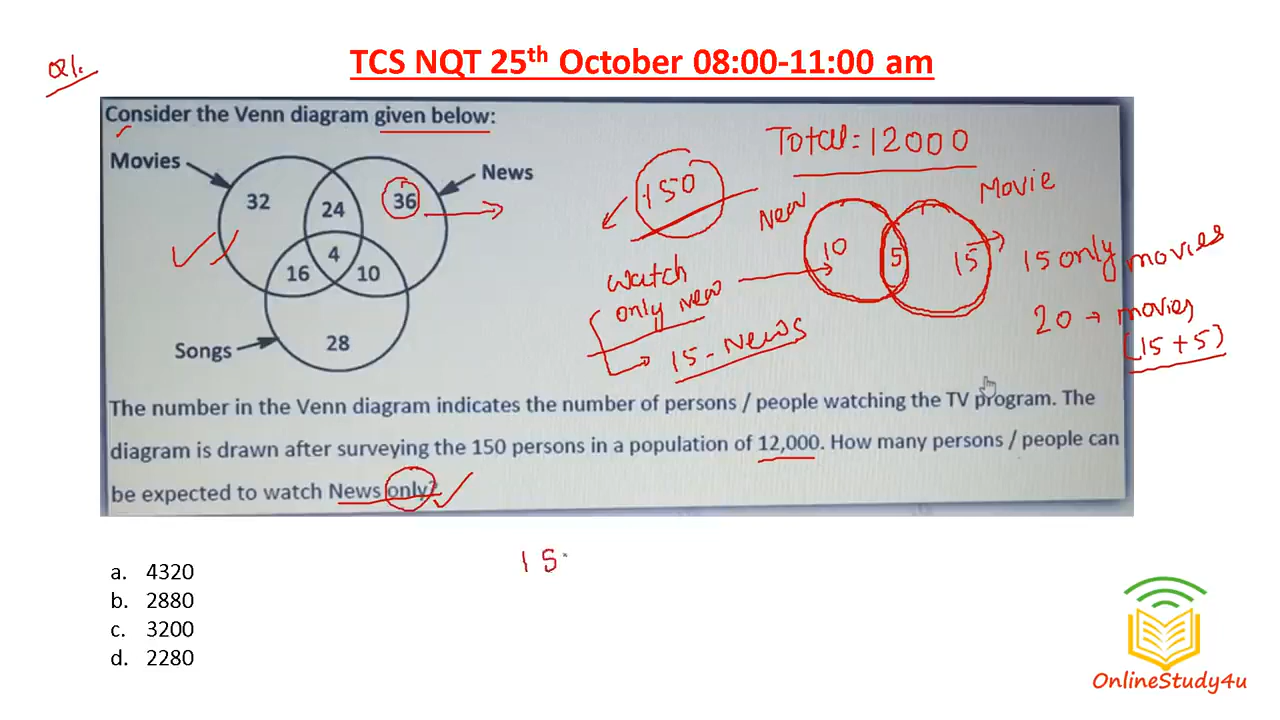 TCS NQT 25th October 08:00-11:00 am
Q1.
Consider the Venn diagram given below:
Movies
News
Songs
32
24
36
4
16
10
28
Total = 12000
150
New
Movie
10
5
15
15 only movies
20 → movies
(15 + 5)
Watch
only new
15 - News
The number in the Venn diagram indicates the number of persons / people watching the TV program. The
diagram is drawn after surveying the 150 persons in a population of 12,000. How many persons / people can
be expected to watch News only?
15
a. 4320
b. 2880
c. 3200
d. 2280
OnlineStudy4u